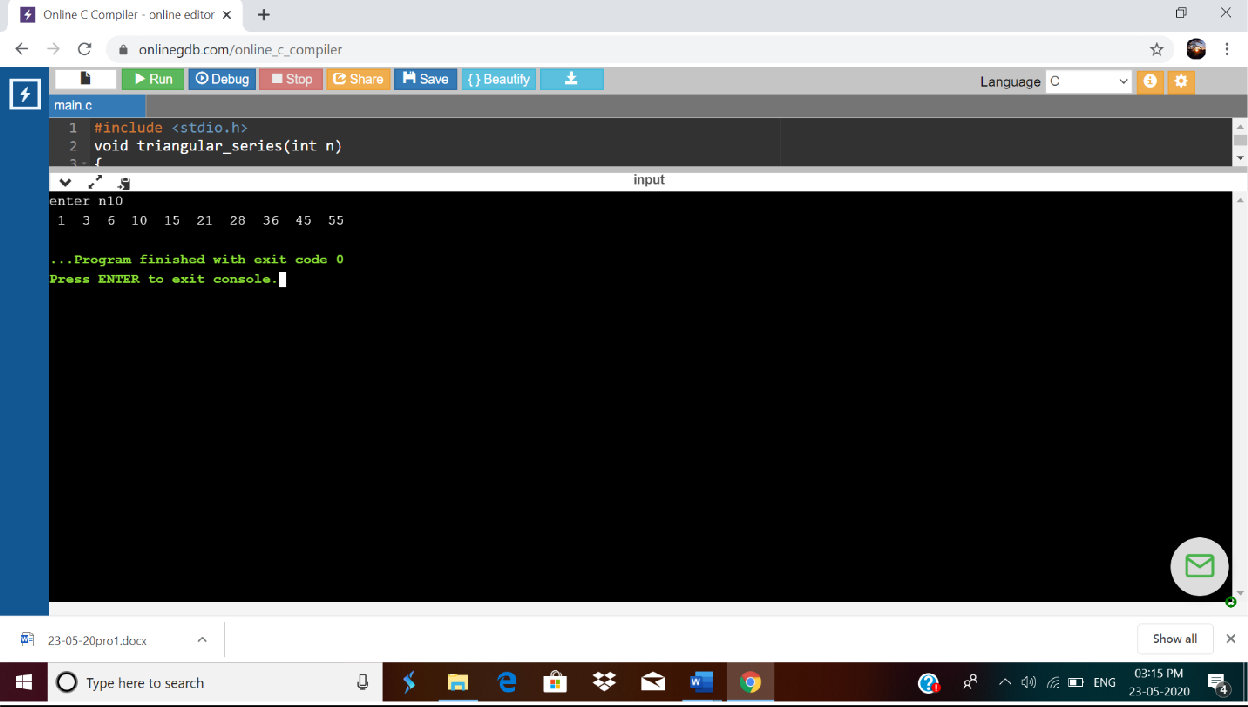 Online C Compiler - online editor
onlinegdb.com/online_c_compiler
Run Debug Stop Share Save {} Beautify Language C
main.c
1 #include <stdio.h>
2 void triangular_series(int n)
3 {
input
enter n10
1 3 6 10 15 21 28 36 45 55
...Program finished with exit code 0
Press ENTER to exit console.
23-05-20pro1.docx Show all
Type here to search ENG 03:15 PM
23-05-2020 4